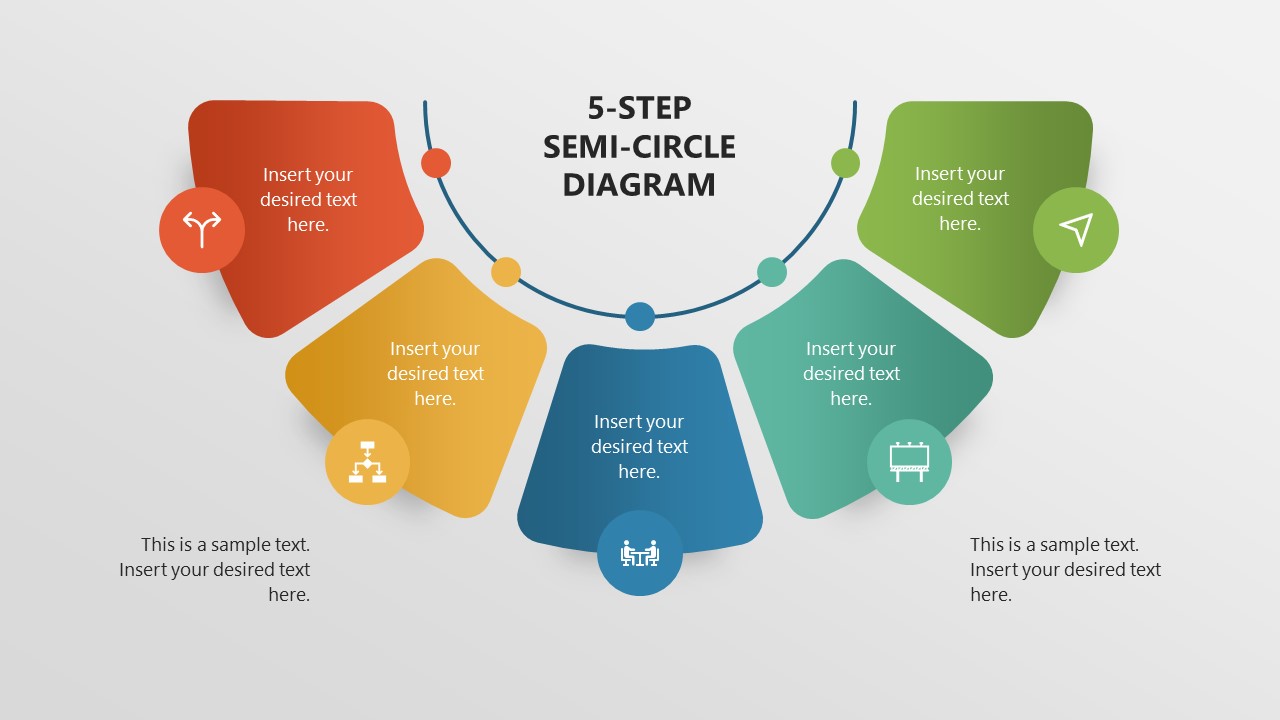 5-STEP
SEMI-CIRCLE
DIAGRAM
Insert your
desired text
here.
Insert your
desired text
here.
Insert your
desired text
here.
Insert your
desired text
here.
Insert your
desired text
here.
This is a sample text.
Insert your desired text
here.
This is a sample text.
Insert your desired text
here.